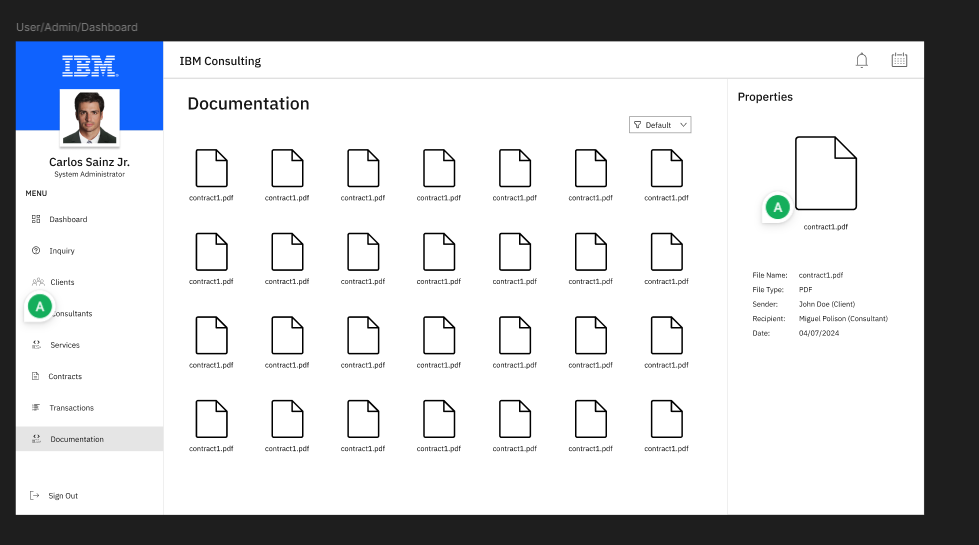 User/Admin/Dashboard
IBM
IBM Consulting
Carlos Sainz Jr.
System Administrator
MENU
Dashboard
Inquiry
Clients
A
onsultants
Services
Contracts
Transactions
Documentation
Sign Out
Documentation
Default
contract1.pdf contract1.pdf contract1.pdf contract1.pdf contract1.pdf contract1.pdf contract1.pdf
contract1.pdf contract1.pdf contract1.pdf contract1.pdf contract1.pdf contract1.pdf contract1.pdf
contract1.pdf contract1.pdf contract1.pdf contract1.pdf contract1.pdf contract1.pdf contract1.pdf
contract1.pdf contract1.pdf contract1.pdf contract1.pdf contract1.pdf contract1.pdf contract1.pdf
Properties
A
contract1.pdf
File Name: contract1.pdf
File Type: PDF
Sender: John Doe (Client)
Recipient: Miguel Polison (Consultant)
Date: 04/07/2024